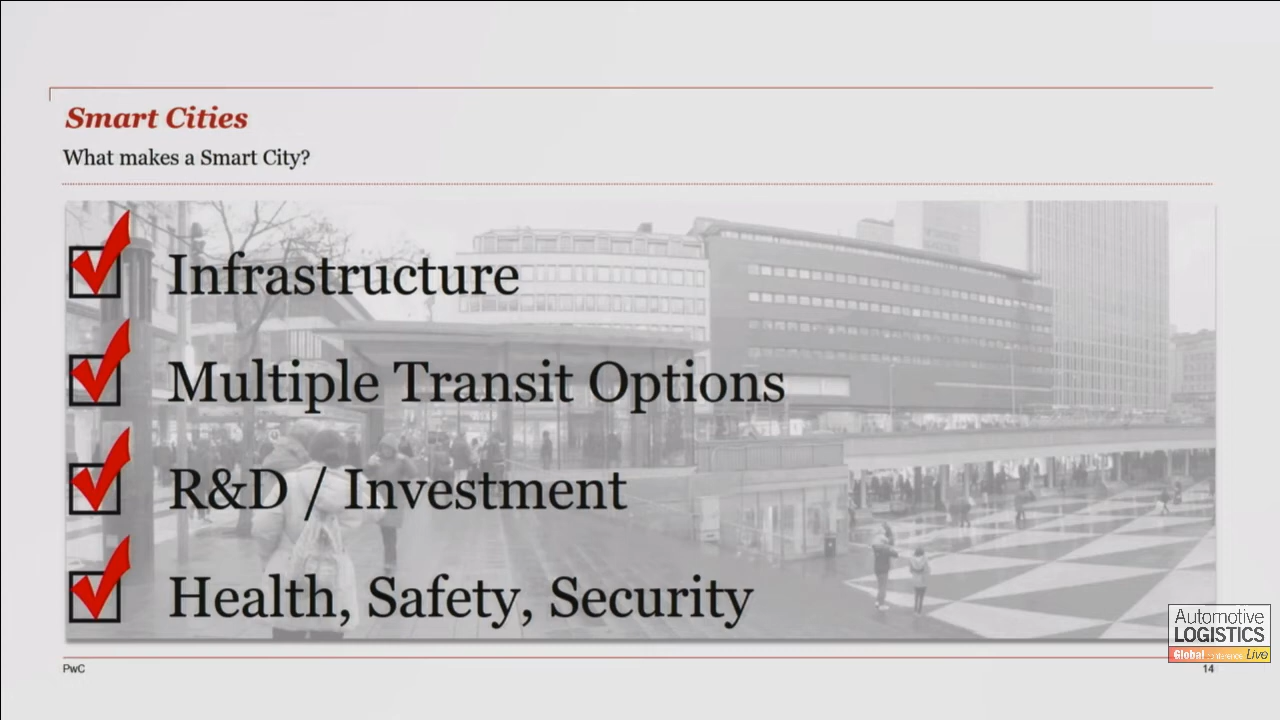 Smart Cities
What makes a Smart City?
Infrastructure
Multiple Transit Options
R&D / Investment
Health, Safety, Security
Automotive
LOGISTICS
Global conference Live
PwC
14